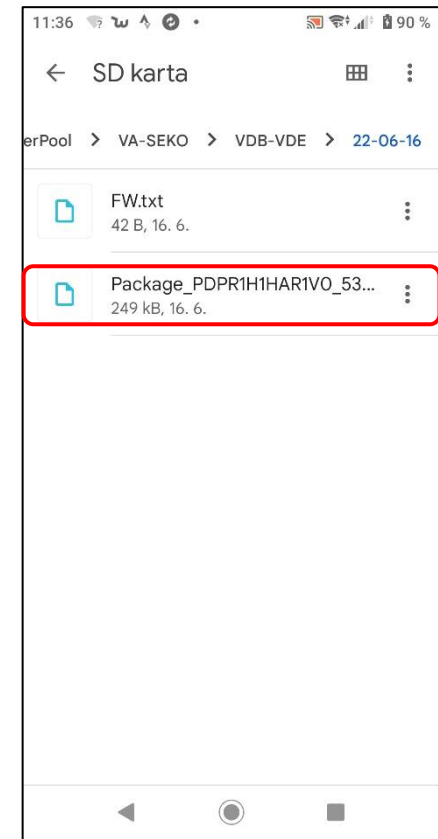 11:36 90 %
SD karta
erPool > VA-SEKO > VDB-VDE > 22-06-16
FW.txt
42 B, 16. 6.
Package_PDPR1H1HAR1V0_53...
249 kB, 16. 6.